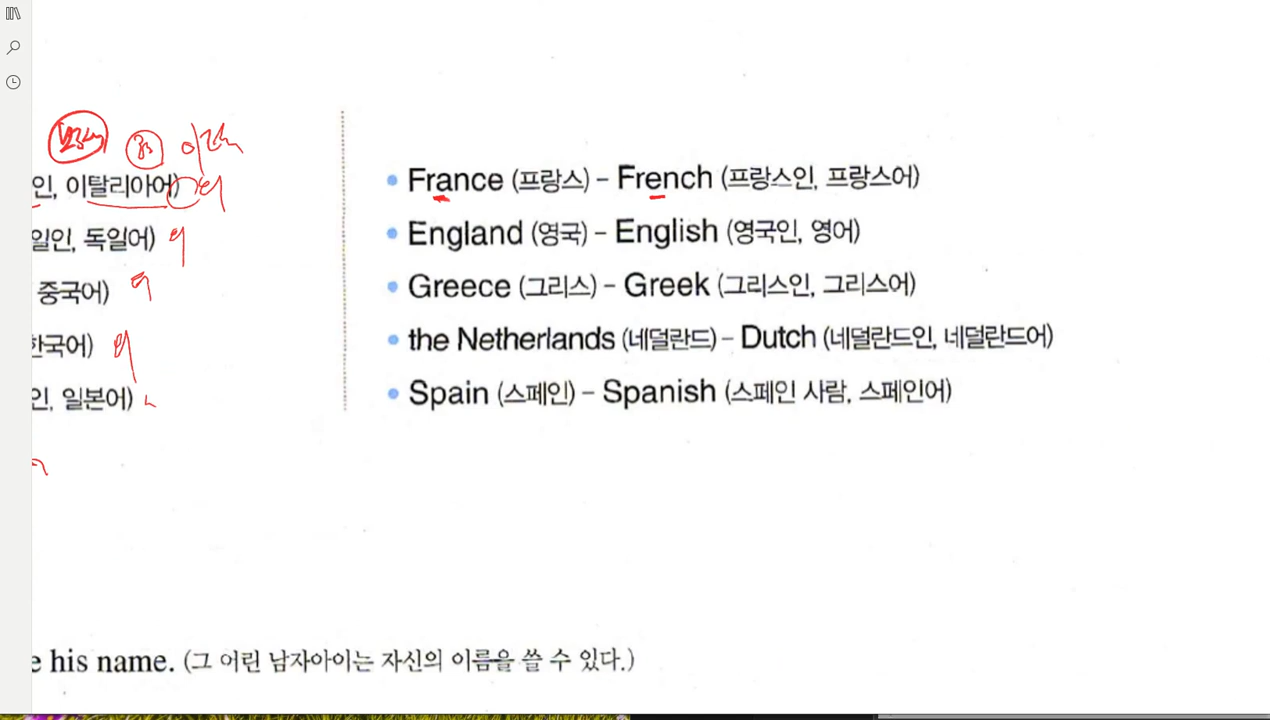 인, 이탈리아어)
일인, 독일어)
중국어)
한국어)
인, 일본어)
• France (프랑스) – French (프랑스인, 프랑스어)
• England (영국) – English (영국인, 영어)
• Greece (그리스) – Greek (그리스인, 그리스어)
• the Netherlands (네덜란드) – Dutch (네덜란드인, 네덜란드어)
• Spain (스페인) – Spanish (스페인 사람, 스페인어)
e his name. (그 어린 남자아이는 자신의 이름을 쓸 수 있다.)